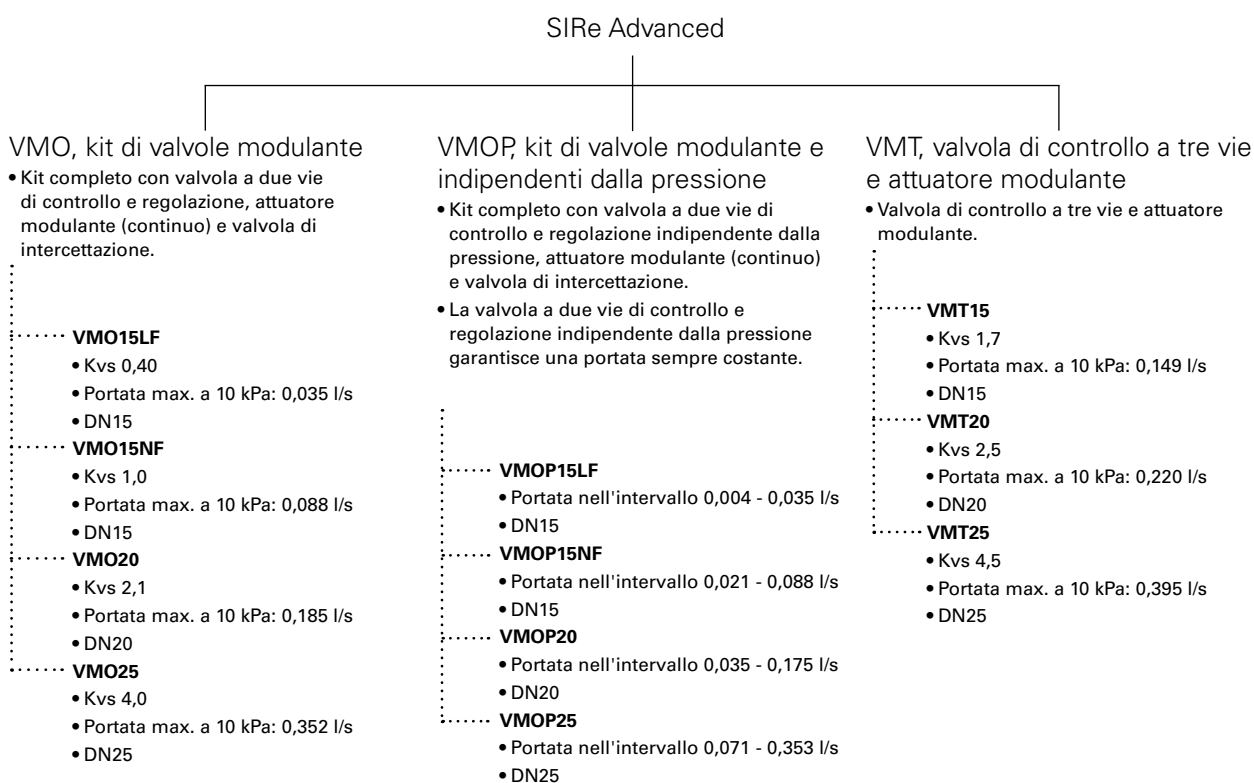 SIRe Advanced
VMO, kit di valvole modulante
• Kit completo con valvola a due vie
di controllo e regolazione, attuatore
modulante (continuo) e valvola di
intercettazione.
VMO15LF
• Kvs 0,40
• Portata max. a 10 kPa: 0,035 l/s
• DN15
VMO15NF
• Kvs 1,0
• Portata max. a 10 kPa: 0,088 l/s
• DN15
VMO20
• Kvs 2,1
• Portata max. a 10 kPa: 0,185 l/s
• DN20
VMO25
• Kvs 4,0
• Portata max. a 10 kPa: 0,352 l/s
• DN25
VMOP, kit di valvole modulante e
indipendenti dalla pressione
• Kit completo con valvola a due vie di
controllo e regolazione indipendente dalla
pressione, attuatore modulante (continuo)
e valvola di intercettazione.
• La valvola a due vie di controllo e
regolazione indipendente dalla pressione
garantisce una portata sempre costante.
VMOP15LF
• Portata nell'intervallo 0,004 - 0,035 l/s
• DN15
VMOP15NF
• Portata nell'intervallo 0,021 - 0,088 l/s
• DN15
VMOP20
• Portata nell'intervallo 0,035 - 0,175 l/s
• DN20
VMOP25
• Portata nell'intervallo 0,071 - 0,353 l/s
• DN25
VMT, valvola di controllo a tre vie
e attuatore modulante
• Valvola di controllo a tre vie e attuatore
modulante.
VMT15
• Kvs 1,7
• Portata max. a 10 kPa: 0,149 l/s
• DN15
VMT20
• Kvs 2,5
• Portata max. a 10 kPa: 0,220 l/s
• DN20
VMT25
• Kvs 4,5
• Portata max. a 10 kPa: 0,395 l/s
• DN25